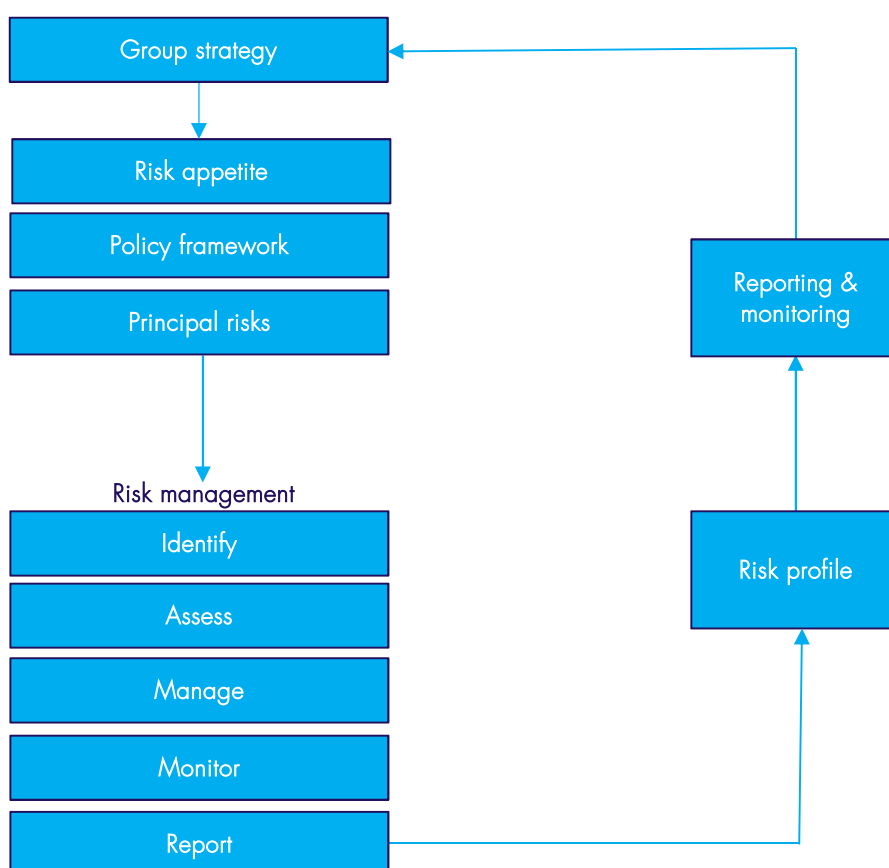 Group strategy
Risk appetite
Policy framework
Principal risks
Risk management
Identify
Assess
Manage
Monitor
Report
Reporting &
monitoring
Risk profile